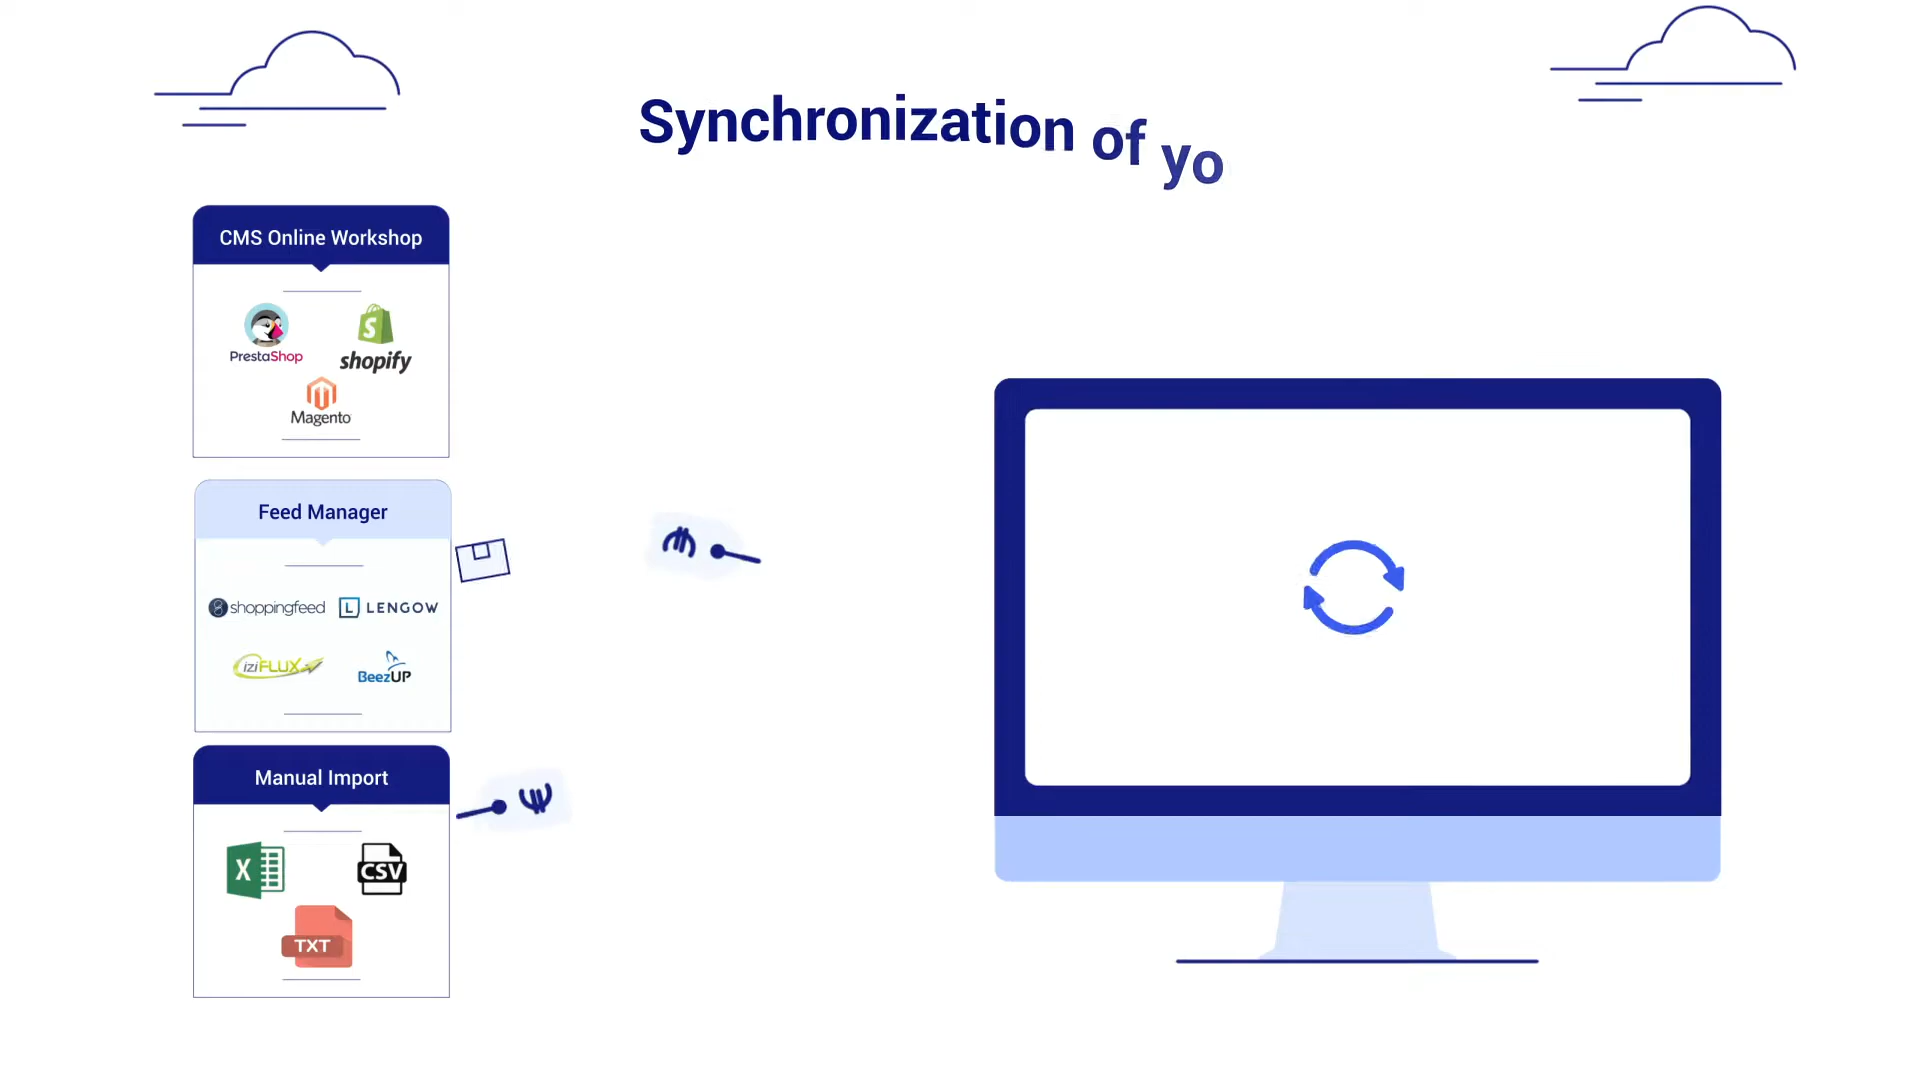 Synchronization of yo
CMS Online Workshop
PrestaShop
shopify
Magento
Feed Manager
shoppingfeed LENGOW
iziFLUX BeezUP
Manual Import
X CSV
TXT